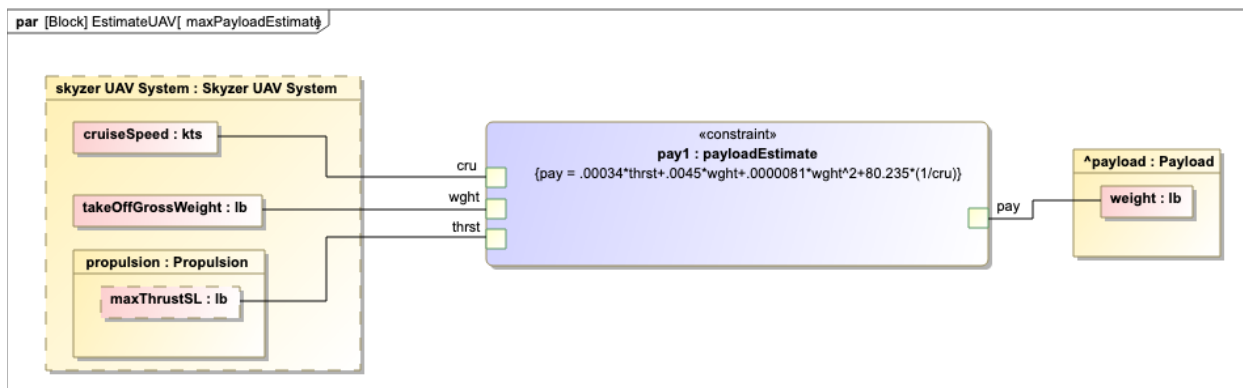 par [Block] EstimateUAV[ maxPayloadEstimate]
skyzer UAV System : Skyzer UAV System
cruiseSpeed : kts
takeOffGrossWeight : lb
propulsion : Propulsion
maxThrustSL : lb
cru
wght
thrst
«constraint»
pay1 : payloadEstimate
{pay = .00034*thrst+.0045*wght+.0000081*wght^2+80.235*(1/cru)}
pay
^payload : Payload
weight : lb